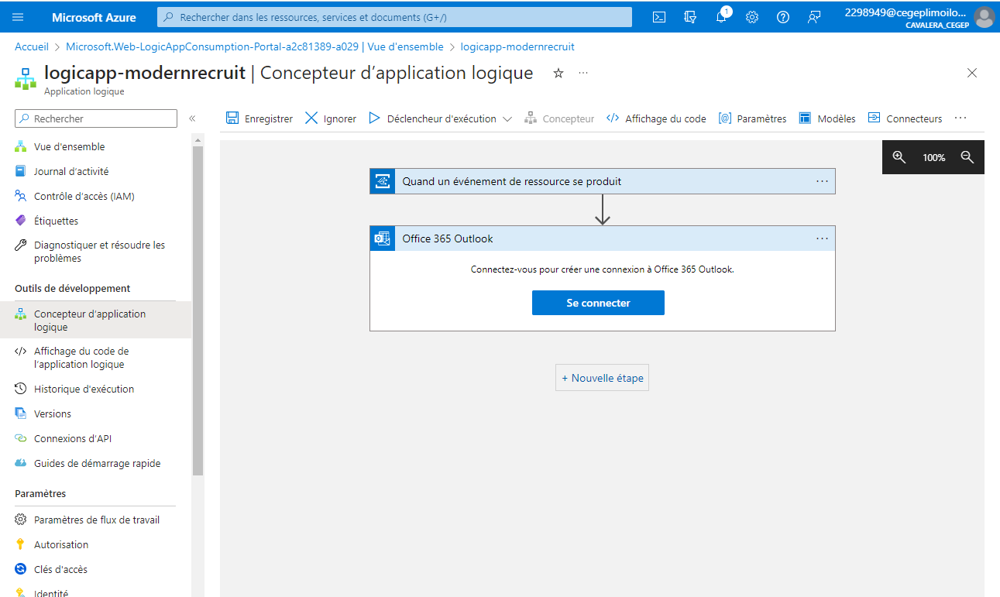 Microsoft Azure
Rechercher dans les ressources, services et documents (G+/)
1
2298949@cegeplimoilo...
CAVALERA_CEGEP
Accueil > Microsoft.Web-LogicAppConsumption-Portal-a2c81389-a029 | Vue d'ensemble > logicapp-modernrecruit
logicapp-modernrecruit | Concepteur d’application logique
Application logique
Rechercher
Enregistrer
Ignorer
Déclencheur d'exécution
Concepteur
Affichage du code
Paramètres
Modèles
Connecteurs
Vue d'ensemble
Journal d’activité
Contrôle d’accès (IAM)
Étiquettes
Diagnostiquer et résoudre les
problèmes
Outils de développement
Concepteur d’application
logique
Affichage du code de
l’application logique
Historique d'exécution
Versions
Connexions d’API
Guides de démarrage rapide
Paramètres
Paramètres de flux de travail
Autorisation
Clés d'accès
Identité
100%
Quand un événement de ressource se produit
Office 365 Outlook
Connectez-vous pour créer une connexion à Office 365 Outlook.
Se connecter
+ Nouvelle étape